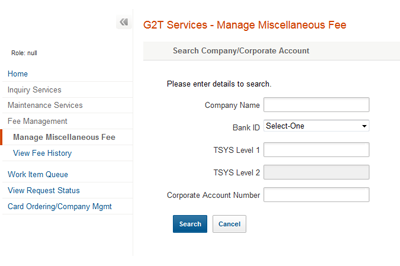 G2T Services - Manage Miscellaneous Fee
Role: null
Home
Inquiry Services
Maintenance Services
Fee Management
Manage Miscellaneous Fee
View Fee History
Work Item Queue
View Request Status
Card Ordering/Company Mgmt
Search Company/Corporate Account
Please enter details to search.
Company Name
Bank ID Select-One
TSYS Level 1
TSYS Level 2
Corporate Account Number
Search Cancel